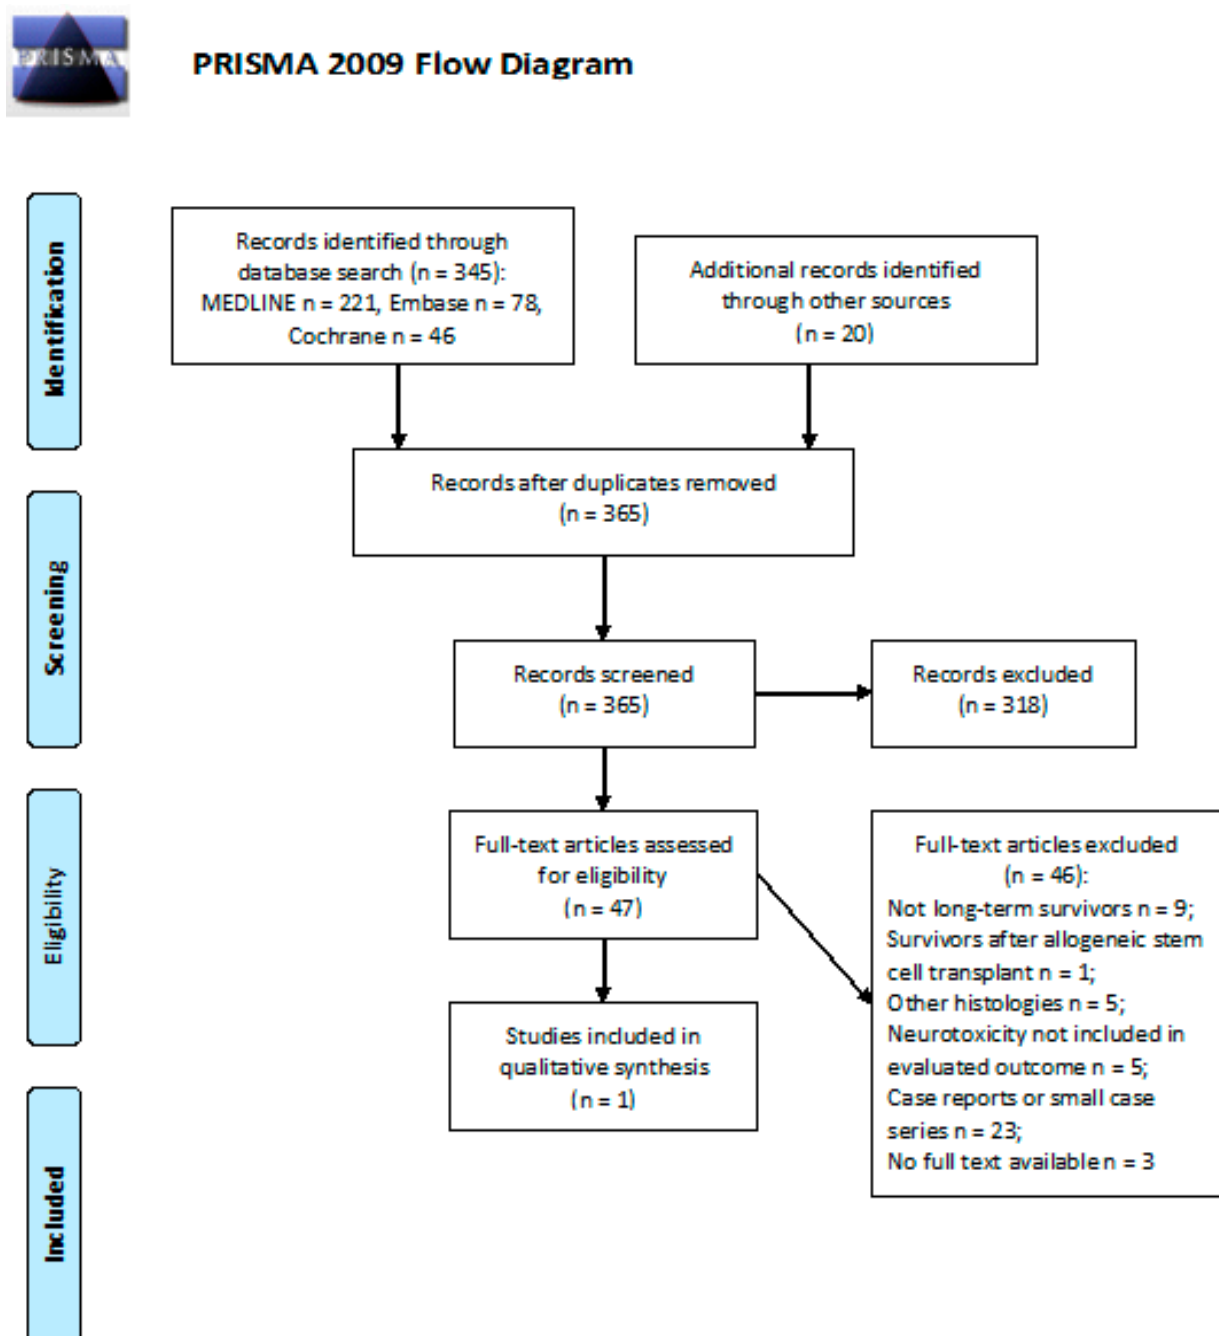 PRISMA
PRISMA 2009 Flow Diagram
Identification
Records identified through
database search (n = 345):
MEDLINE n = 221, Embase n = 78,
Cochrane n = 46
Additional records identified
through other sources
(n = 20)
Records after duplicates removed
(n = 365)
Screening
Records screened
(n = 365)
Records excluded
(n = 318)
Eligibility
Full-text articles assessed
for eligibility
(n = 47)
Full-text articles excluded
(n = 46):
Not long-term survivors n = 9;
Survivors after allogeneic stem
cell transplant n = 1;
Other histologies n = 5;
Neurotoxicity not included in
evaluated outcome n = 5;
Case reports or small case
series n = 23;
No full text available n = 3
Studies included in
qualitative synthesis
(n = 1)
Included